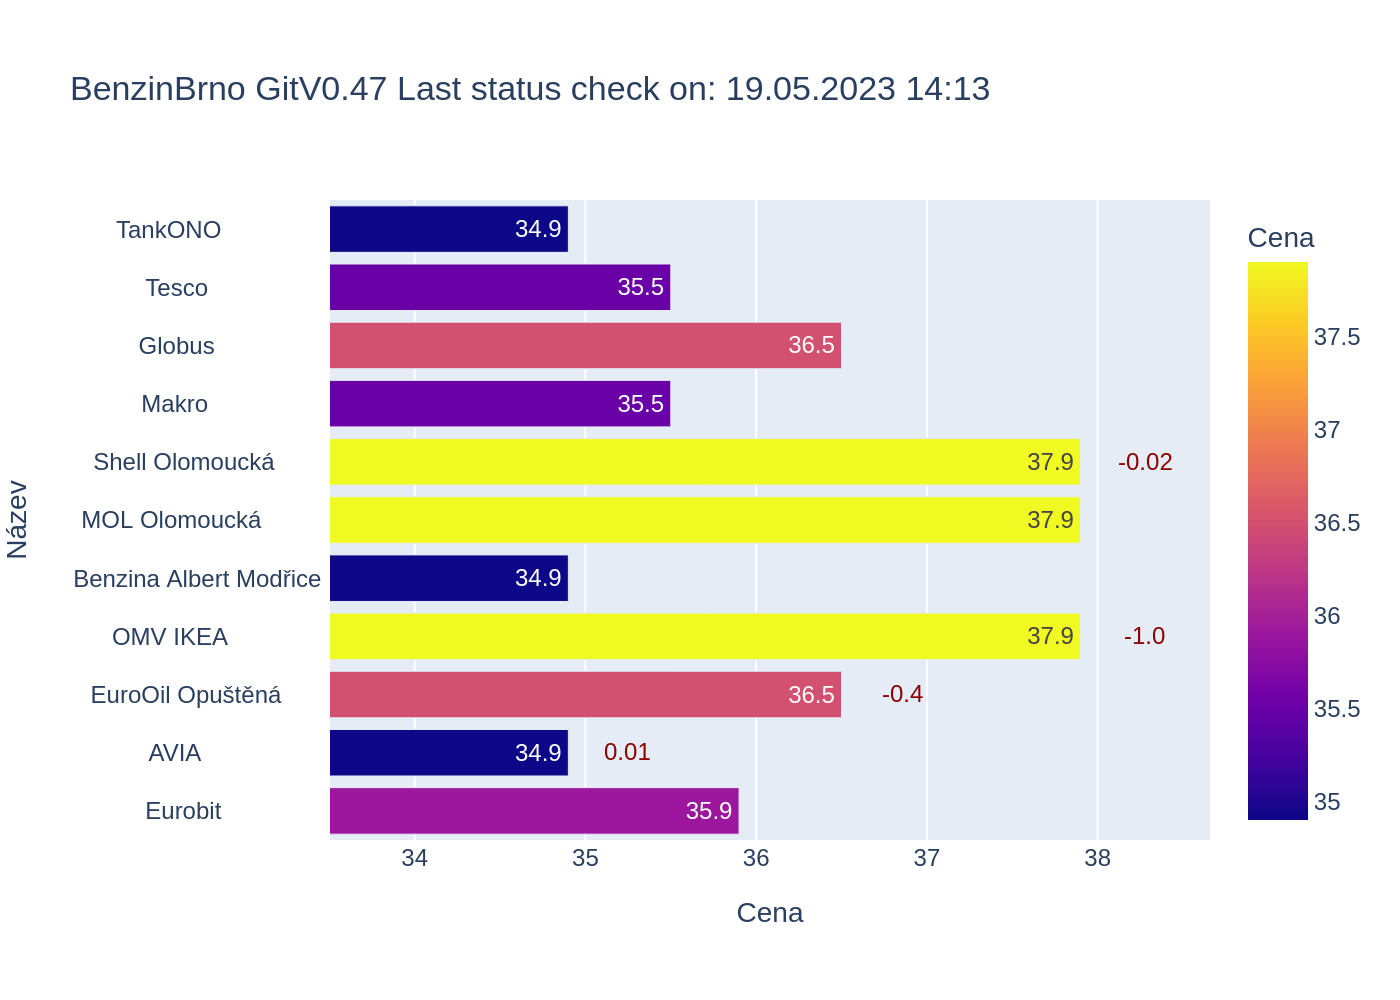 BenzinBrno GitV0.47 Last status check on: 19.05.2023 14:13
Název
TankONO 34.9
Tesco 35.5
Globus 36.5
Makro 35.5
Shell Olomoucká 37.9 -0.02
MOL Olomoucká 37.9
Benzina Albert Modřice 34.9
OMV IKEA 37.9 -1.0
EuroOil Opuštěná 36.5 -0.4
AVIA 34.9 0.01
Eurobit 35.9
34 35 36 37 38
Cena
Cena
37.5
37
36.5
36
35.5
35